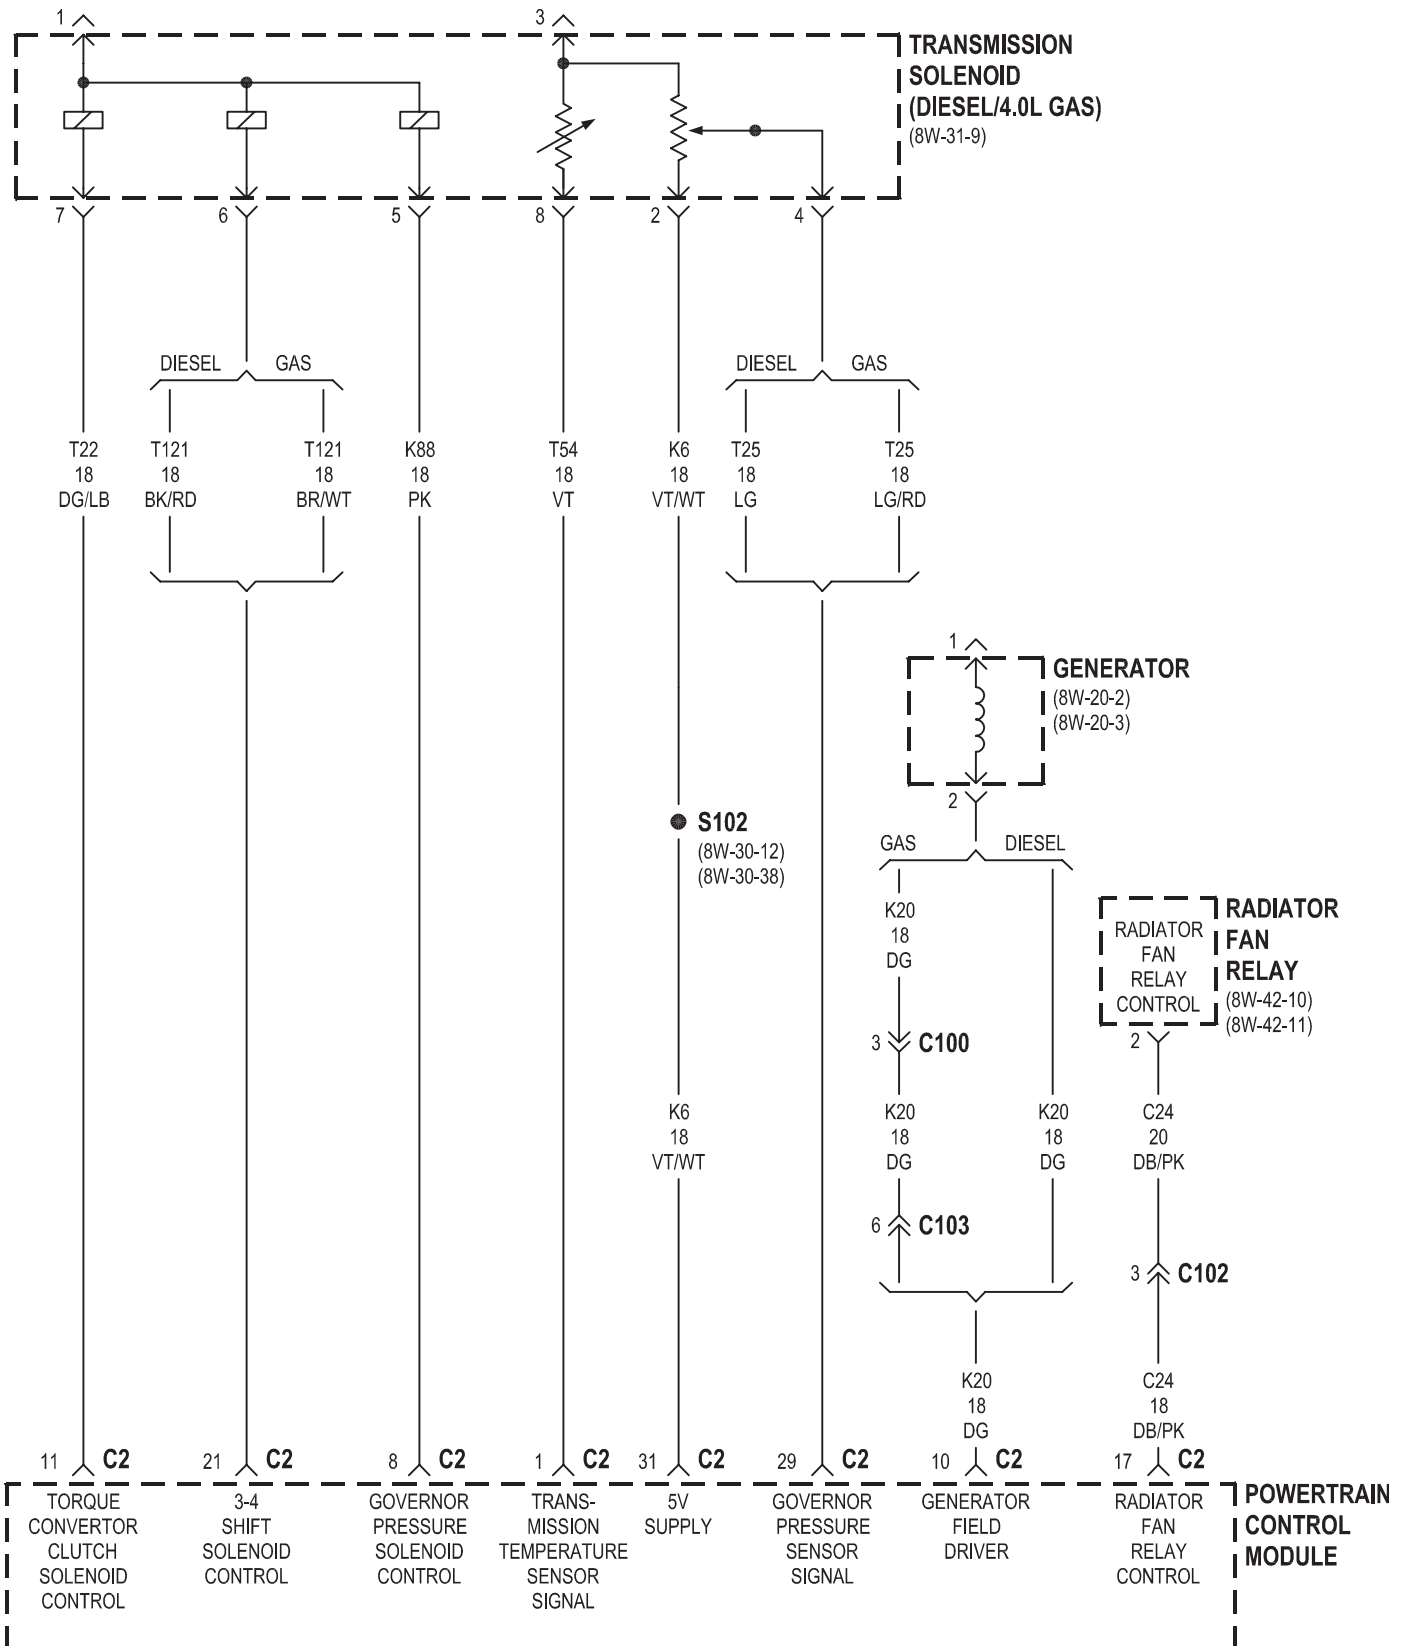 1
3
TRANSMISSION
SOLENOID
(DIESEL/4.0L GAS)
(8W-31-9)
7
6
5
8
2
4
DIESEL
GAS
DIESEL
GAS
T22
18
DG/LB
T121
18
BK/RD
T121
18
BR/WT
K88
18
PK
T54
18
VT
K6
18
VT/WT
T25
18
LG
T25
18
LG/RD
1
GENERATOR
(8W-20-2)
(8W-20-3)
2
S102
(8W-30-12)
(8W-30-38)
GAS
DIESEL
K20
18
DG
RADIATOR
FAN
RELAY
CONTROL
RADIATOR
FAN
RELAY
(8W-42-10)
(8W-42-11)
2
3
C100
K6
18
VT/WT
K20
18
DG
K20
18
DG
C24
20
DB/PK
6
C103
3
C102
K20
18
DG
C24
18
DB/PK
11
C2
21
C2
8
C2
1
C2
31
C2
29
C2
10
C2
17
C2
TORQUE
CONVERTOR
CLUTCH
SOLENOID
CONTROL
3-4
SHIFT
SOLENOID
CONTROL
GOVERNOR
PRESSURE
SOLENOID
CONTROL
TRANS-
MISSION
TEMPERATURE
SENSOR
SIGNAL
5V
SUPPLY
GOVERNOR
PRESSURE
SENSOR
SIGNAL
GENERATOR
FIELD
DRIVER
RADIATOR
FAN
RELAY
CONTROL
POWERTRAIN
CONTROL
MODULE